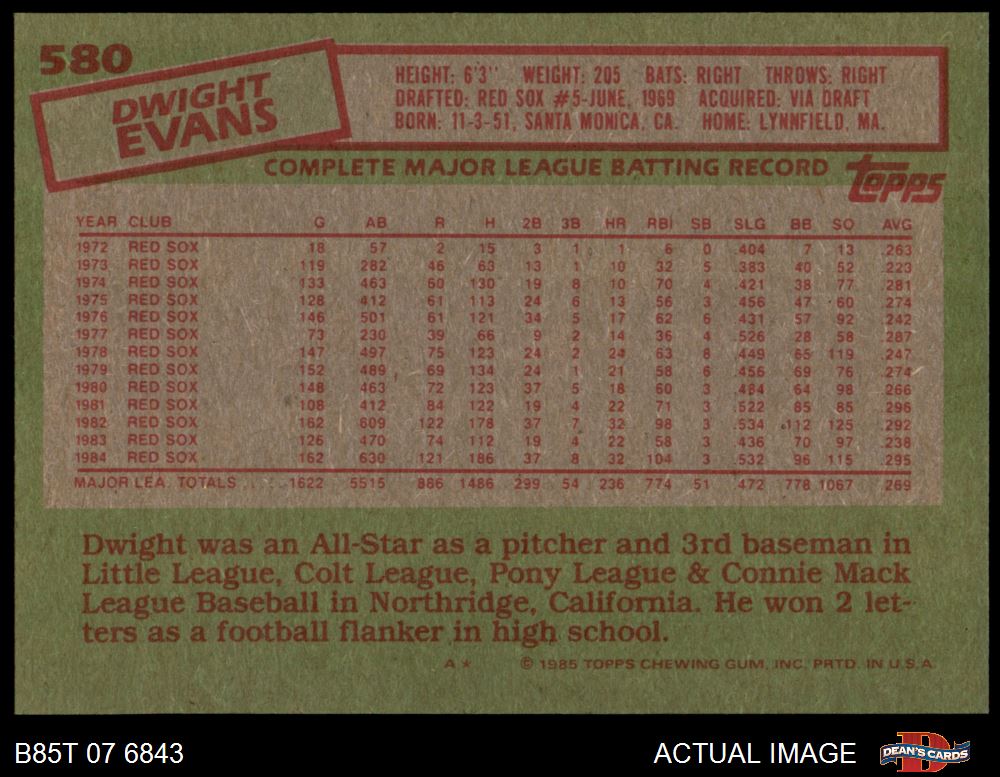 580
DWIGHT
EVANS
HEIGHT: 6'3" WEIGHT: 205 BATS: RIGHT THROWS: RIGHT
DRAFTED: RED SOX #5-JUNE, 1969 ACQUIRED: VIA DRAFT
BORN: 11-3-51, SANTA MONICA, CA. HOME: LYNNFIELD, MA.
COMPLETE MAJOR LEAGUE BATTING RECORD
Topps
YEAR CLUB G AB R H 2B 3B HR RBI SB SLG BB SO AVG
1972 RED SOX 18 57 2 15 3 1 1 6 0 .404 7 13 .263
1973 RED SOX 119 282 46 63 13 1 10 32 5 .383 40 52 .223
1974 RED SOX 133 463 60 130 19 8 10 70 4 .421 38 77 .281
1975 RED SOX 128 412 61 113 24 6 13 56 3 .456 47 60 .274
1976 RED SOX 146 501 61 121 34 5 17 62 6 .431 57 92 .242
1977 RED SOX 73 230 39 66 9 2 14 36 4 .526 28 58 .287
1978 RED SOX 147 497 75 123 24 2 24 63 8 .449 65 119 .247
1979 RED SOX 152 489 69 134 24 1 21 58 6 .456 69 76 .274
1980 RED SOX 148 463 72 123 37 5 18 60 3 .484 64 98 .266
1981 RED SOX 108 412 84 122 19 4 22 71 3 .522 85 85 .296
1982 RED SOX 162 609 122 178 37 7 32 98 3 .534 112 125 .292
1983 RED SOX 126 470 74 112 19 4 22 58 3 .436 70 97 .238
1984 RED SOX 162 630 121 186 37 8 32 104 3 .532 96 115 .295
MAJOR LEA. TOTALS . . . . 1622 5515 886 1486 299 54 236 774 51 .472 778 1067 .269
Dwight was an All-Star as a pitcher and 3rd baseman in
Little League, Colt League, Pony League & Connie Mack
League Baseball in Northridge, California. He won 2 let-
ters as a football flanker in high school.
A * © 1985 TOPPS CHEWING GUM, INC. PRTD. IN U.S.A.
B85T 07 6843 ACTUAL IMAGE DEAN'S CARDS